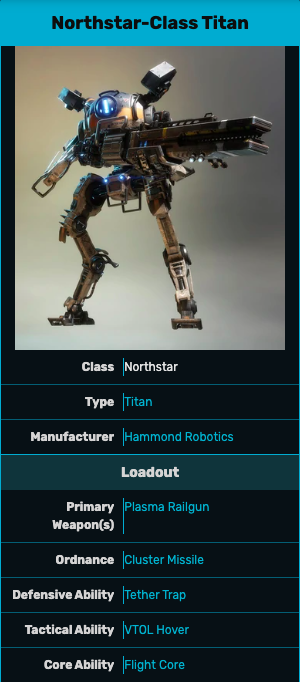 Northstar-Class Titan
Class Northstar
Type Titan
Manufacturer Hammond Robotics
Loadout
Primary Weapon(s) Plasma Railgun
Ordnance Cluster Missile
Defensive Ability Tether Trap
Tactical Ability VTOL Hover
Core Ability Flight Core